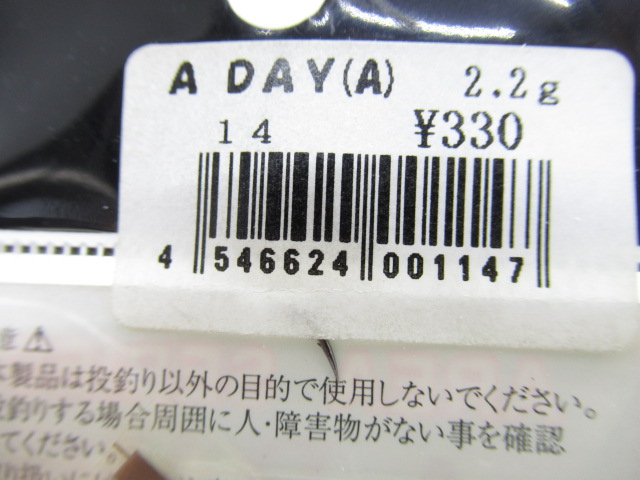 A DAY(A) 2.2g
14 ¥330
4 546624 001147
意 ⚠
本製品は投釣り以外の目的で使用しないでください。
投釣りする場合周囲に人・障害物がない事を確認
てください。